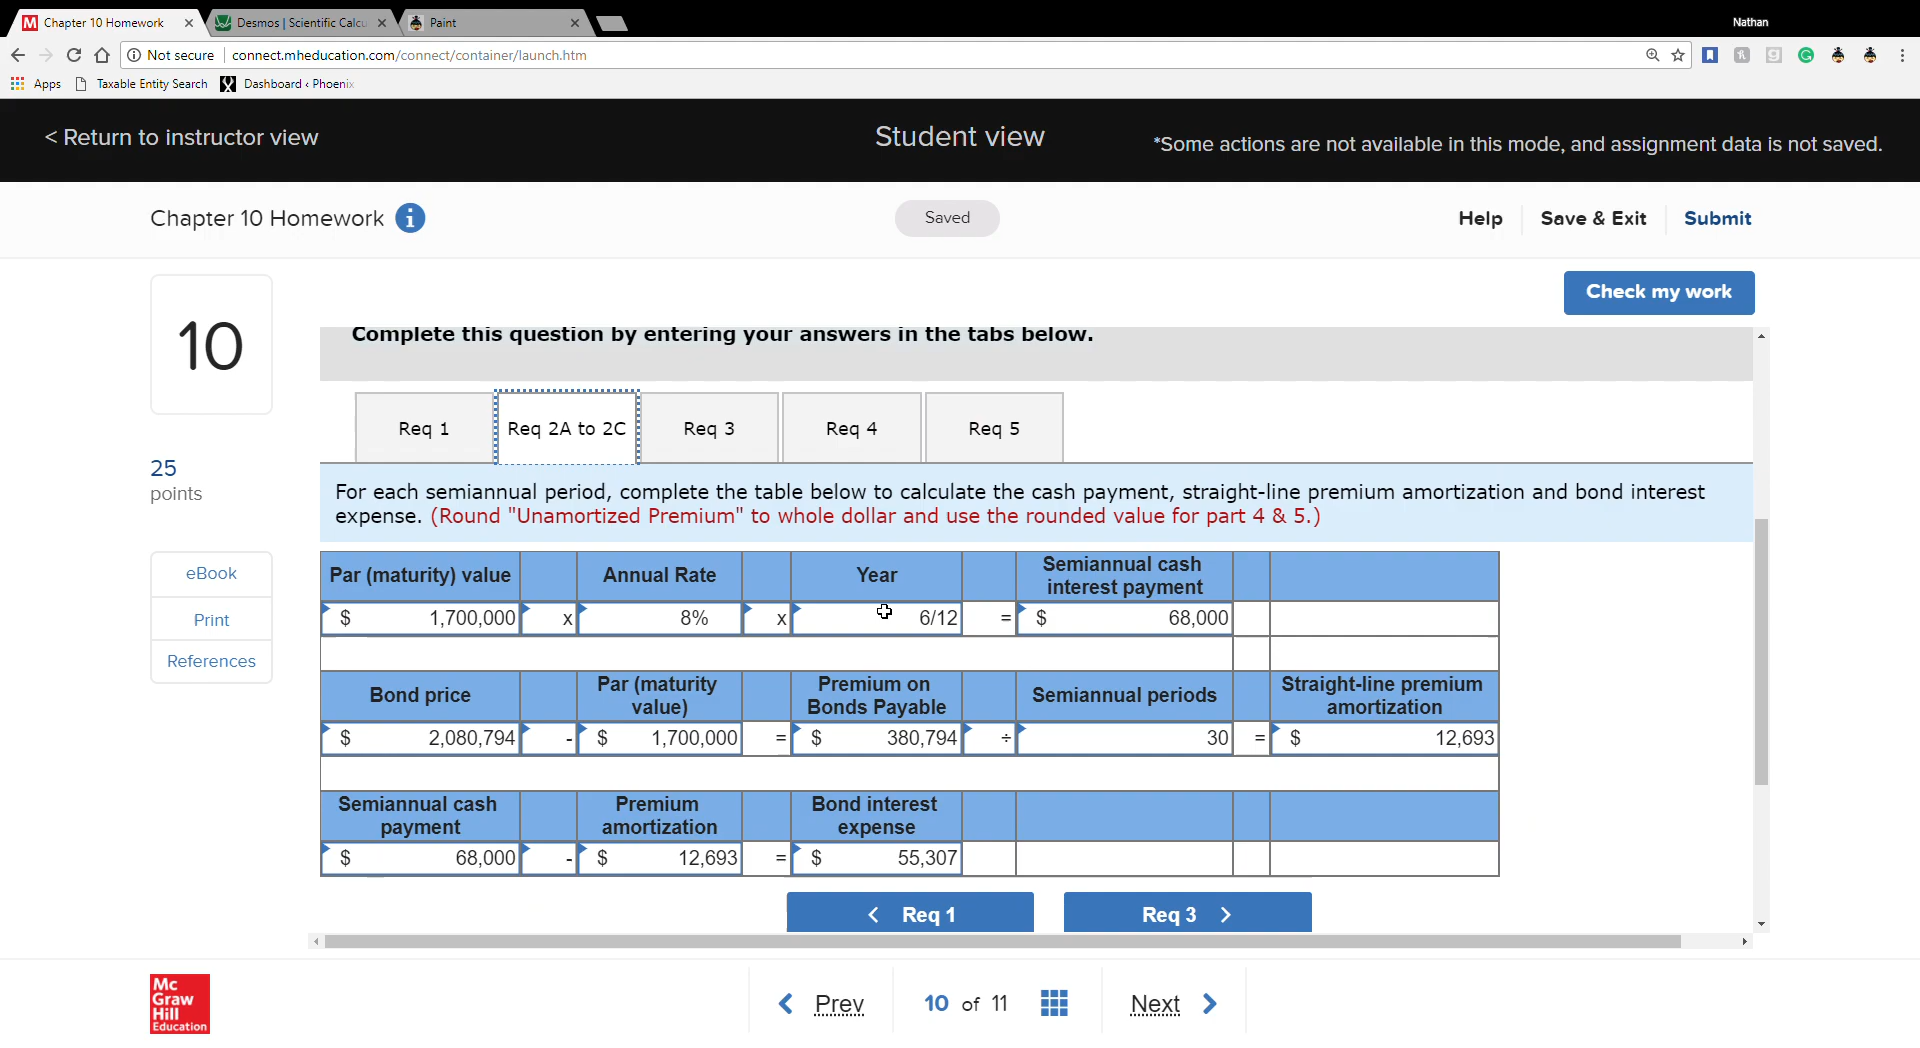 Chapter 10 Homework
Desmos | Scientific Calcu
Paint
Nathan
Not secure
connect.mheducation.com/connect/container/launch.htm
Apps
Taxable Entity Search
Dashboard ‹ Phoenix
< Return to instructor view
Student view
*Some actions are not available in this mode, and assignment data is not saved.
Chapter 10 Homework
Saved
Help
Save & Exit
Submit
Check my work
10
25
points
eBook
Print
References
Complete this question by entering your answers in the tabs below.
Req 1
Req 2A to 2C
Req 3
Req 4
Req 5
For each semiannual period, complete the table below to calculate the cash payment, straight-line premium amortization and bond interest
expense. (Round "Unamortized Premium" to whole dollar and use the rounded value for part 4 & 5.)
Par (maturity) value Annual Rate Year Semiannual cash interest payment
$ 1,700,000 x 8% x 6/12 = $ 68,000
Bond price Par (maturity value) Premium on Bonds Payable Semiannual periods Straight-line premium amortization
$ 2,080,794 - $ 1,700,000 = $ 380,794 ÷ 30 = $ 12,693
Semiannual cash payment Premium amortization Bond interest expense
$ 68,000 - $ 12,693 = $ 55,307
< Req 1
Req 3 >
Mc
Graw
Hill
Education
Prev
10 of 11
Next